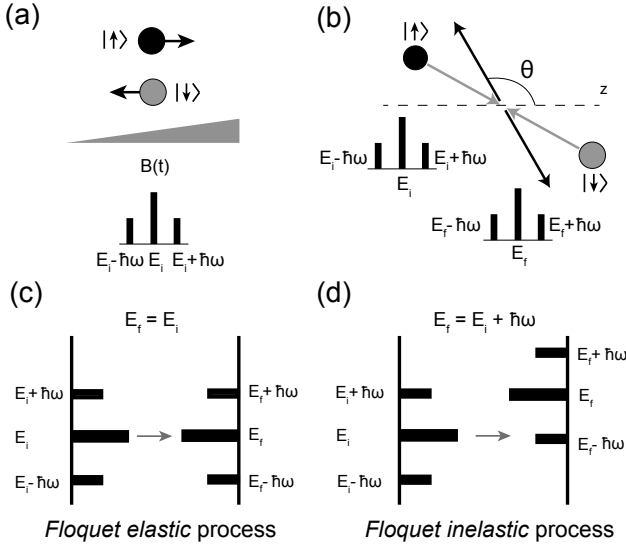 (a)
|↑⟩
|↓⟩
B(t)
E_i-ħω E_i E_i+ħω
(b)
|↑⟩
θ
z
|↓⟩
E_i-ħω E_i+ħω
E_i
E_f-ħω E_f+ħω
E_f
(c)
E_f = E_i
E_i+ħω E_f+ħω
E_i E_f
E_i-ħω E_f-ħω
Floquet elastic process
(d)
E_f = E_i + ħω
E_f+ħω
E_i+ħω E_f
E_i E_f-ħω
E_i-ħω
Floquet inelastic process